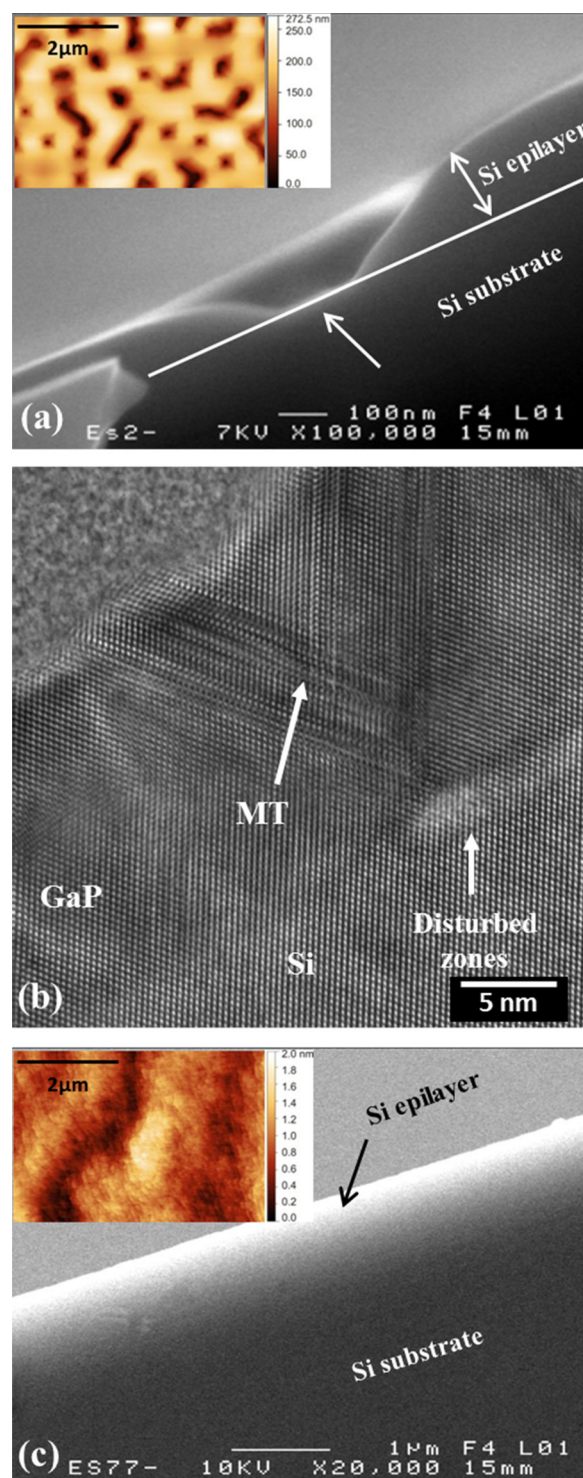 2µm
272.5 nm
250.0
200.0
150.0
100.0
50.0
0.0
Si epilayer
Si substrate
(a)
Es2- 7KV X100,000 15mm
100nm F4 L01
MT
GaP
Si
Disturbed
zones
(b)
5 nm
2µm
2.0 nm
1.8
1.6
1.4
1.2
1.0
0.8
0.6
0.4
0.2
0.0
Si epilayer
Si substrate
(c)
1µm F4 L01
ES77- 10KV X20,000 15mm